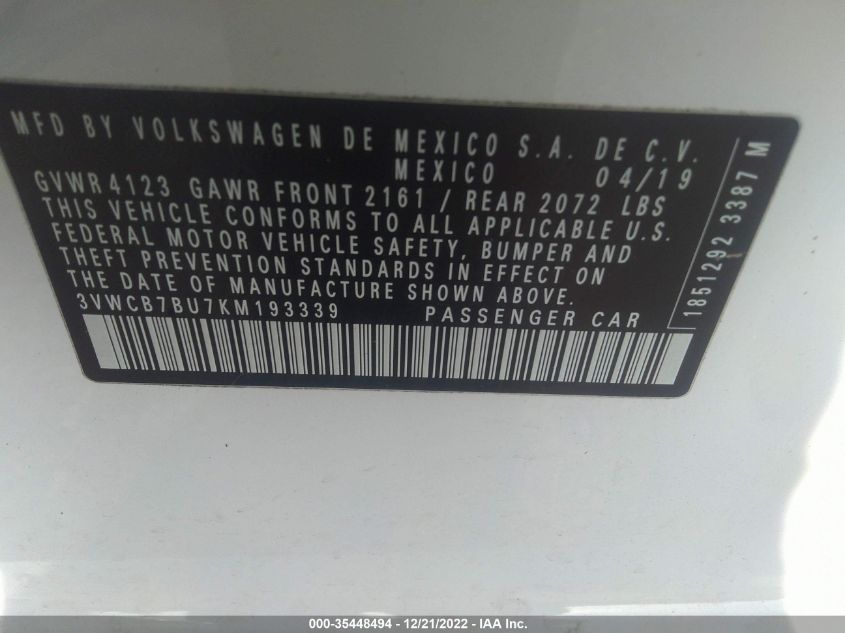 MFD BY VOLKSWAGEN DE MEXICO S.A. DE C.V.
MEXICO 04/19
GVWR 4123 GAWR FRONT 2161 / REAR 2072 LBS
THIS VEHICLE CONFORMS TO ALL APPLICABLE U.S.
FEDERAL MOTOR VEHICLE SAFETY, BUMPER AND
THEFT PREVENTION STANDARDS IN EFFECT ON
THE DATE OF MANUFACTURE SHOWN ABOVE.
3VWCB7BU7KM193339 PASSENGER CAR
1851292 3387 M
000-35448494 - 12/21/2022 - IAA Inc.